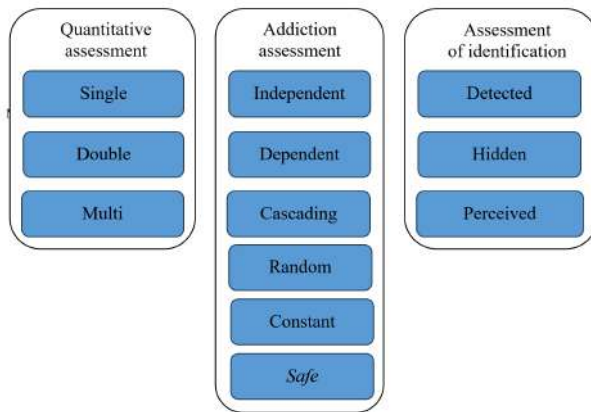 Quantitative
assessment
Single
Double
Multi
Addiction
assessment
Independent
Dependent
Cascading
Random
Constant
Safe
Assessment
of identification
Detected
Hidden
Perceived